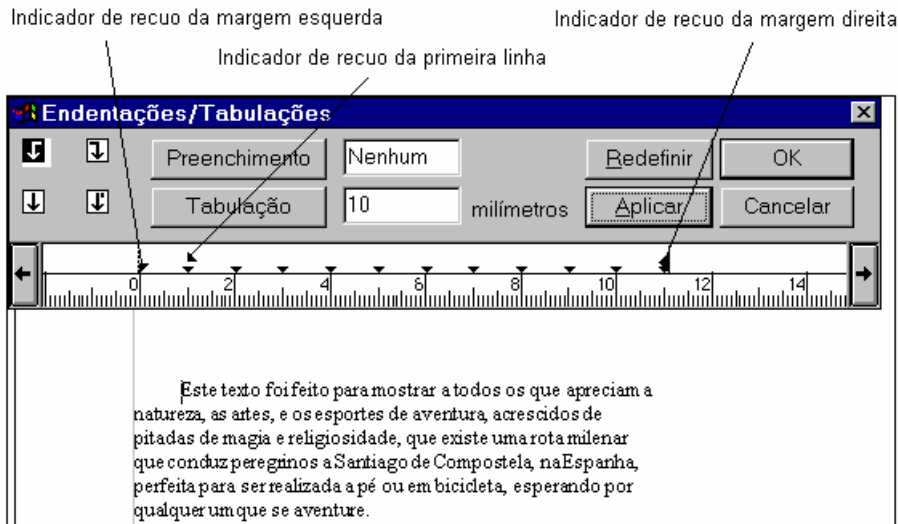 Indicador de recuo da margem esquerda
Indicador de recuo da margem direita
Indicador de recuo da primeira linha
Endentações/Tabulações
Preenchimento
Nenhum
Redefinir
OK
Tabulação
10
milímetros
Aplicar
Cancelar
0 2 4 6 8 10 12 14
Este texto foi feito para mostrar a todos os que apreciam a
natureza, as artes, e os esportes de aventura, acrescidos de
pitadas de magia e religiosidade, que existe uma rota milenar
que conduz peregrinos a Santiago de Compostela, na Espanha,
perfeita para ser realizada a pé ou em bicicleta, esperando por
qualquer um que se aventure.